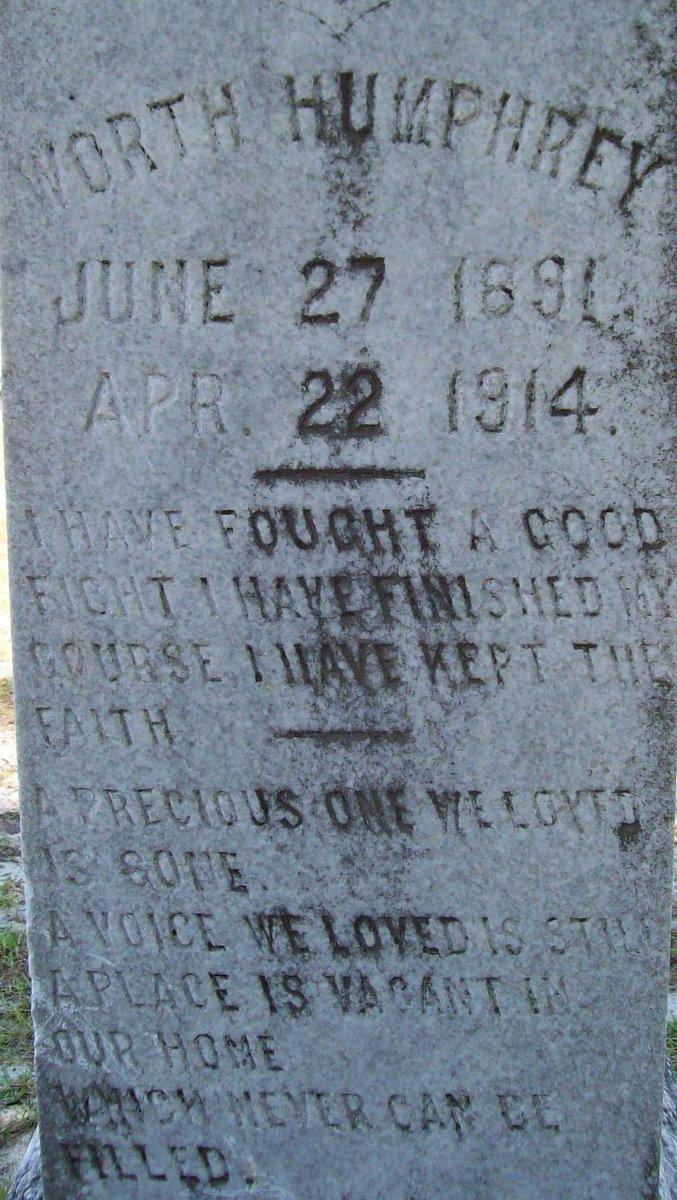 WORTH HUMPHREY
JUNE 27 1891.
APR. 22 1914.
I HAVE FOUGHT A GOOD
FIGHT I HAVE FINISHED MY
COURSE, I HAVE KEPT THE
FAITH.
A PRECIOUS ONE WE LOVED
IS GONE.
A VOICE WE LOVED IS STILL
A PLACE IS VACANT IN
OUR HOME
WHICH NEVER CAN BE
FILLED.